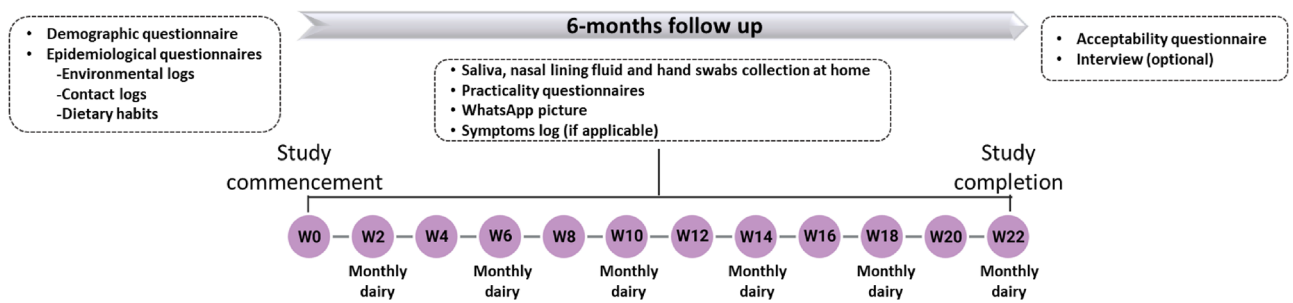 • Demographic questionnaire
• Epidemiological questionnaires
-Environmental logs
-Contact logs
-Dietary habits
6-months follow up
• Acceptability questionnaire
• Interview (optional)
• Saliva, nasal lining fluid and hand swabs collection at home
• Practicality questionnaires
• WhatsApp picture
• Symptoms log (if applicable)
Study
commencement
Study
completion
W0 W2 W4 W6 W8 W10 W12 W14 W16 W18 W20 W22
Monthly Monthly Monthly Monthly Monthly Monthly
dairy dairy dairy dairy dairy dairy